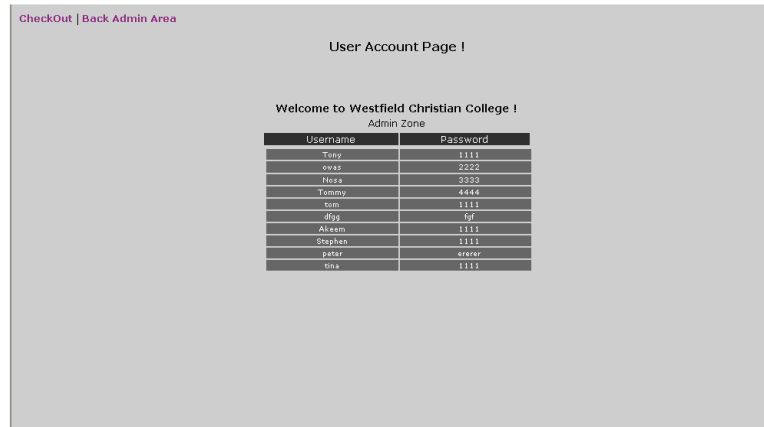 CheckOut | Back Admin Area
User Account Page !
Welcome to Westfield Christian College !
Admin Zone
Username Password
Tony 1111
owas 2222
Nosa 3333
Tommy 4444
tom 1111
dfgg fgf
Akeem 1111
Stephen 1111
peter ererer
tina 1111